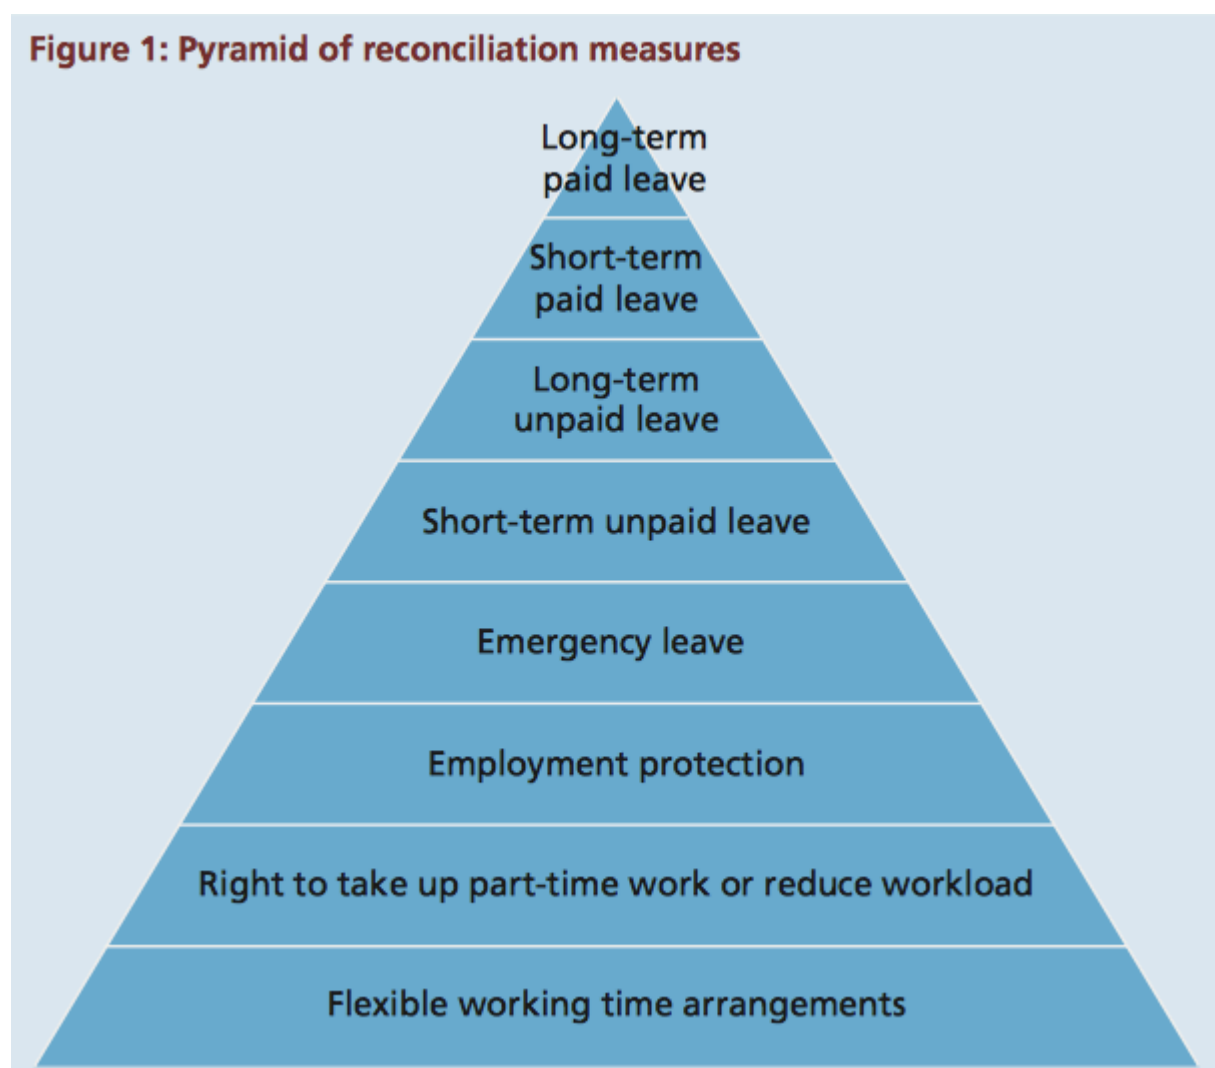 Figure 1: Pyramid of reconciliation measures
Long-term
paid leave
Short-term
paid leave
Long-term
unpaid leave
Short-term unpaid leave
Emergency leave
Employment protection
Right to take up part-time work or reduce workload
Flexible working time arrangements